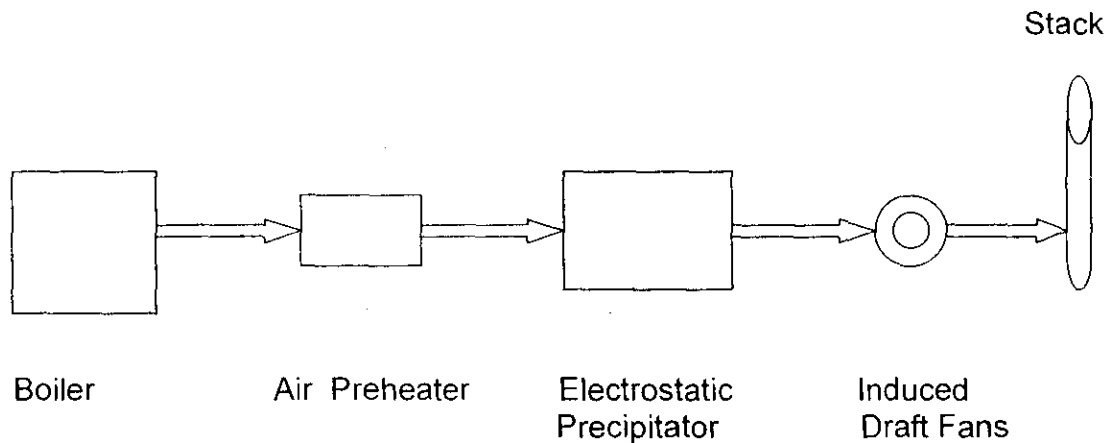 Stack
Boiler
Air Preheater
Electrostatic
Precipitator
Induced
Draft Fans